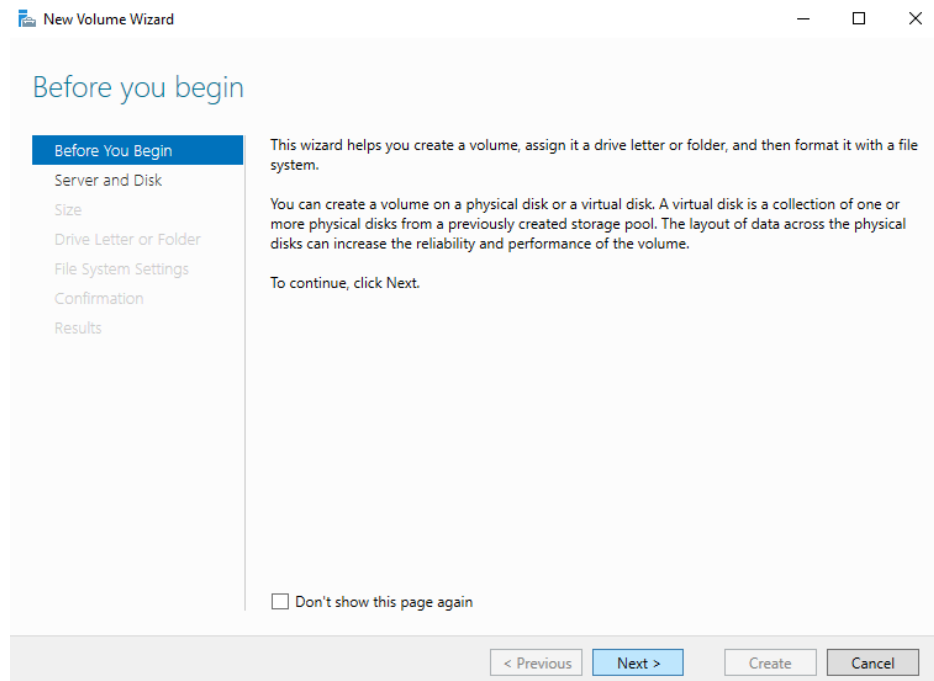 New Volume Wizard
Before you begin
Before You Begin
Server and Disk
Size
Drive Letter or Folder
File System Settings
Confirmation
Results
This wizard helps you create a volume, assign it a drive letter or folder, and then format it with a file
system.
You can create a volume on a physical disk or a virtual disk. A virtual disk is a collection of one or
more physical disks from a previously created storage pool. The layout of data across the physical
disks can increase the reliability and performance of the volume.
To continue, click Next.
Don't show this page again
< Previous
Next >
Create
Cancel